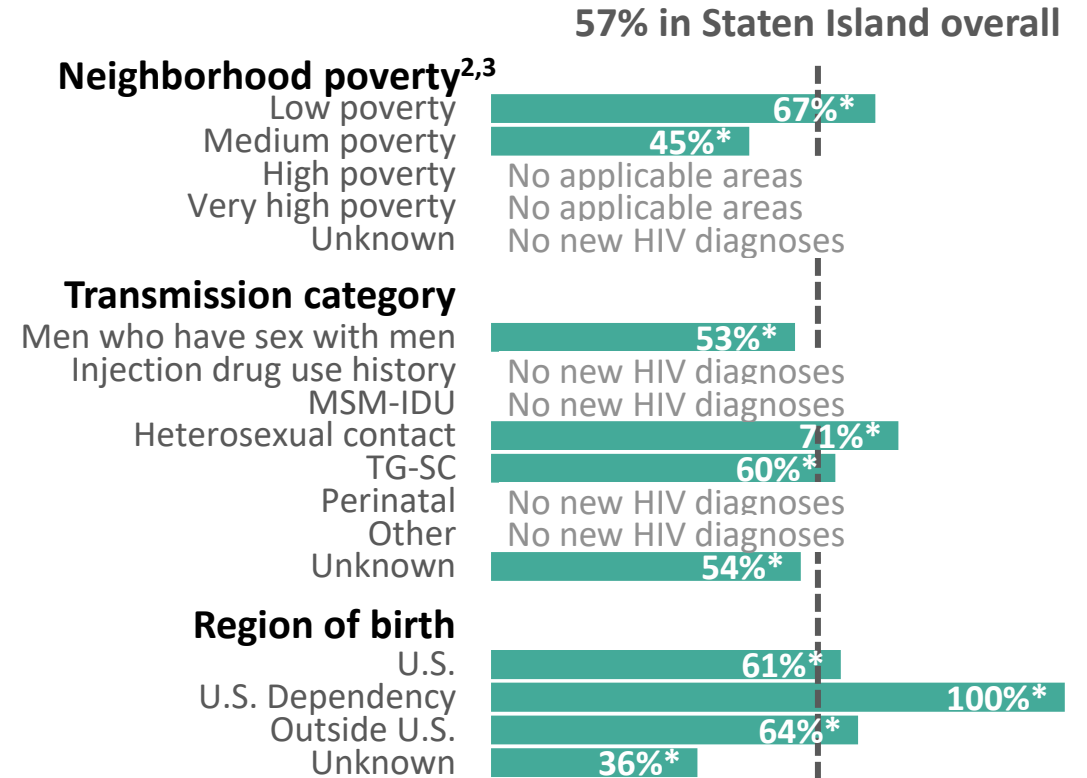 57% in Staten Island overall
Neighborhood poverty2,3
Low poverty 67%*
Medium poverty 45%*
High poverty No applicable areas
Very high poverty No applicable areas
Unknown No new HIV diagnoses
Transmission category
Men who have sex with men 53%*
Injection drug use history No new HIV diagnoses
MSM-IDU No new HIV diagnoses
Heterosexual contact 71%*
TG-SC 60%*
Perinatal No new HIV diagnoses
Other No new HIV diagnoses
Unknown 54%*
Region of birth
U.S. 61%*
U.S. Dependency 100%*
Outside U.S. 64%*
Unknown 36%*